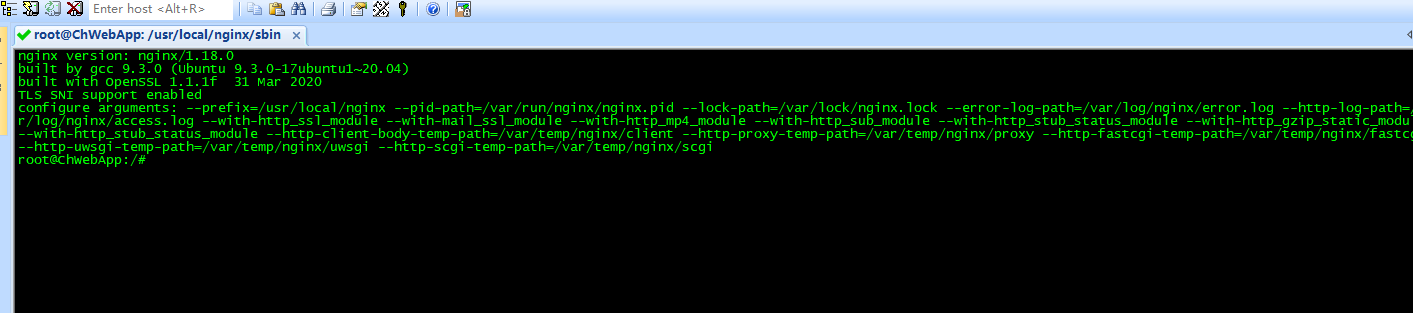 Enter host <Alt+R>
root@ChWebApp: /usr/local/nginx/sbin
nginx version: nginx/1.18.0
built by gcc 9.3.0 (Ubuntu 9.3.0-17ubuntu1~20.04)
built with OpenSSL 1.1.1f  31 Mar 2020
TLS SNI support enabled
configure arguments: --prefix=/usr/local/nginx --pid-path=/var/run/nginx/nginx.pid --lock-path=/var/lock/nginx.lock --error-log-path=/var/log/nginx/error.log --http-log-path=/
r/log/nginx/access.log --with-http_ssl_module --with-mail_ssl_module --with-http_mp4_module --with-http_sub_module --with-http_stub_status_module --with-http_gzip_static_modu
--with-http_stub_status_module --http-client-body-temp-path=/var/temp/nginx/client --http-proxy-temp-path=/var/temp/nginx/proxy --http-fastcgi-temp-path=/var/temp/nginx/fastcg
--http-uwsgi-temp-path=/var/temp/nginx/uwsgi --http-scgi-temp-path=/var/temp/nginx/scgi
root@ChWebApp:/#